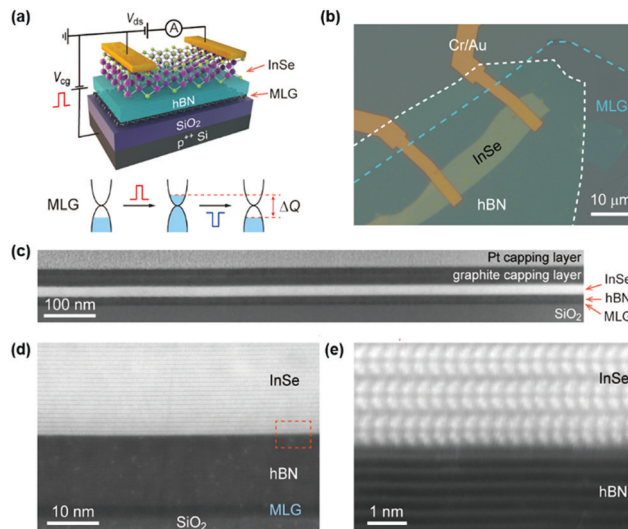 (a)
V_ds
A
V_cg
InSe
hBN
MLG
SiO₂
p⁺⁺ Si
MLG
ΔQ
(b)
Cr/Au
MLG
InSe
hBN
10 μm
(c)
Pt capping layer
graphite capping layer
InSe
hBN
MLG
SiO₂
100 nm
(d)
InSe
hBN
MLG
SiO₂
10 nm
(e)
InSe
hBN
1 nm